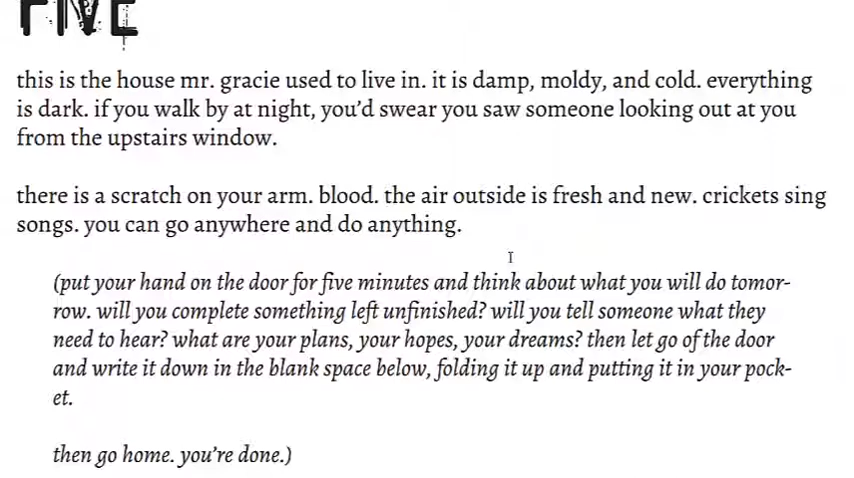 FIVE
this is the house mr. gracie used to live in. it is damp, moldy, and cold. everything
is dark. if you walk by at night, you'd swear you saw someone looking out at you
from the upstairs window.
there is a scratch on your arm. blood. the air outside is fresh and new. crickets sing
songs. you can go anywhere and do anything.
(put your hand on the door for five minutes and think about what you will do tomor-
row. will you complete something left unfinished? will you tell someone what they
need to hear? what are your plans, your hopes, your dreams? then let go of the door
and write it down in the blank space below, folding it up and putting it in your pock-
et.
then go home. you're done.)